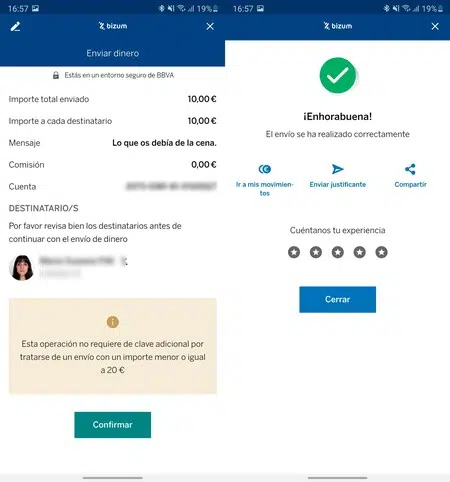 16:57
19%
bizum
Enviar dinero
Estás en un entorno seguro de BBVA
Importe total enviado 10,00 €
Importe a cada destinatario 10,00 €
Mensaje Lo que os debía de la cena.
Comisión 0,00 €
Cuenta
DESTINATARIO/S
Por favor revisa bien los destinatarios antes de
continuar con el envío de dinero
Esta operación no requiere de clave adicional por
tratarse de un envío con un importe menor o igual
a 20 €
Confirmar
16:57
19%
bizum
¡Enhorabuena!
El envío se ha realizado correctamente
Ir a mis movimien-
tos
Enviar justificante
Compartir
Cuéntanos tu experiencia
Cerrar